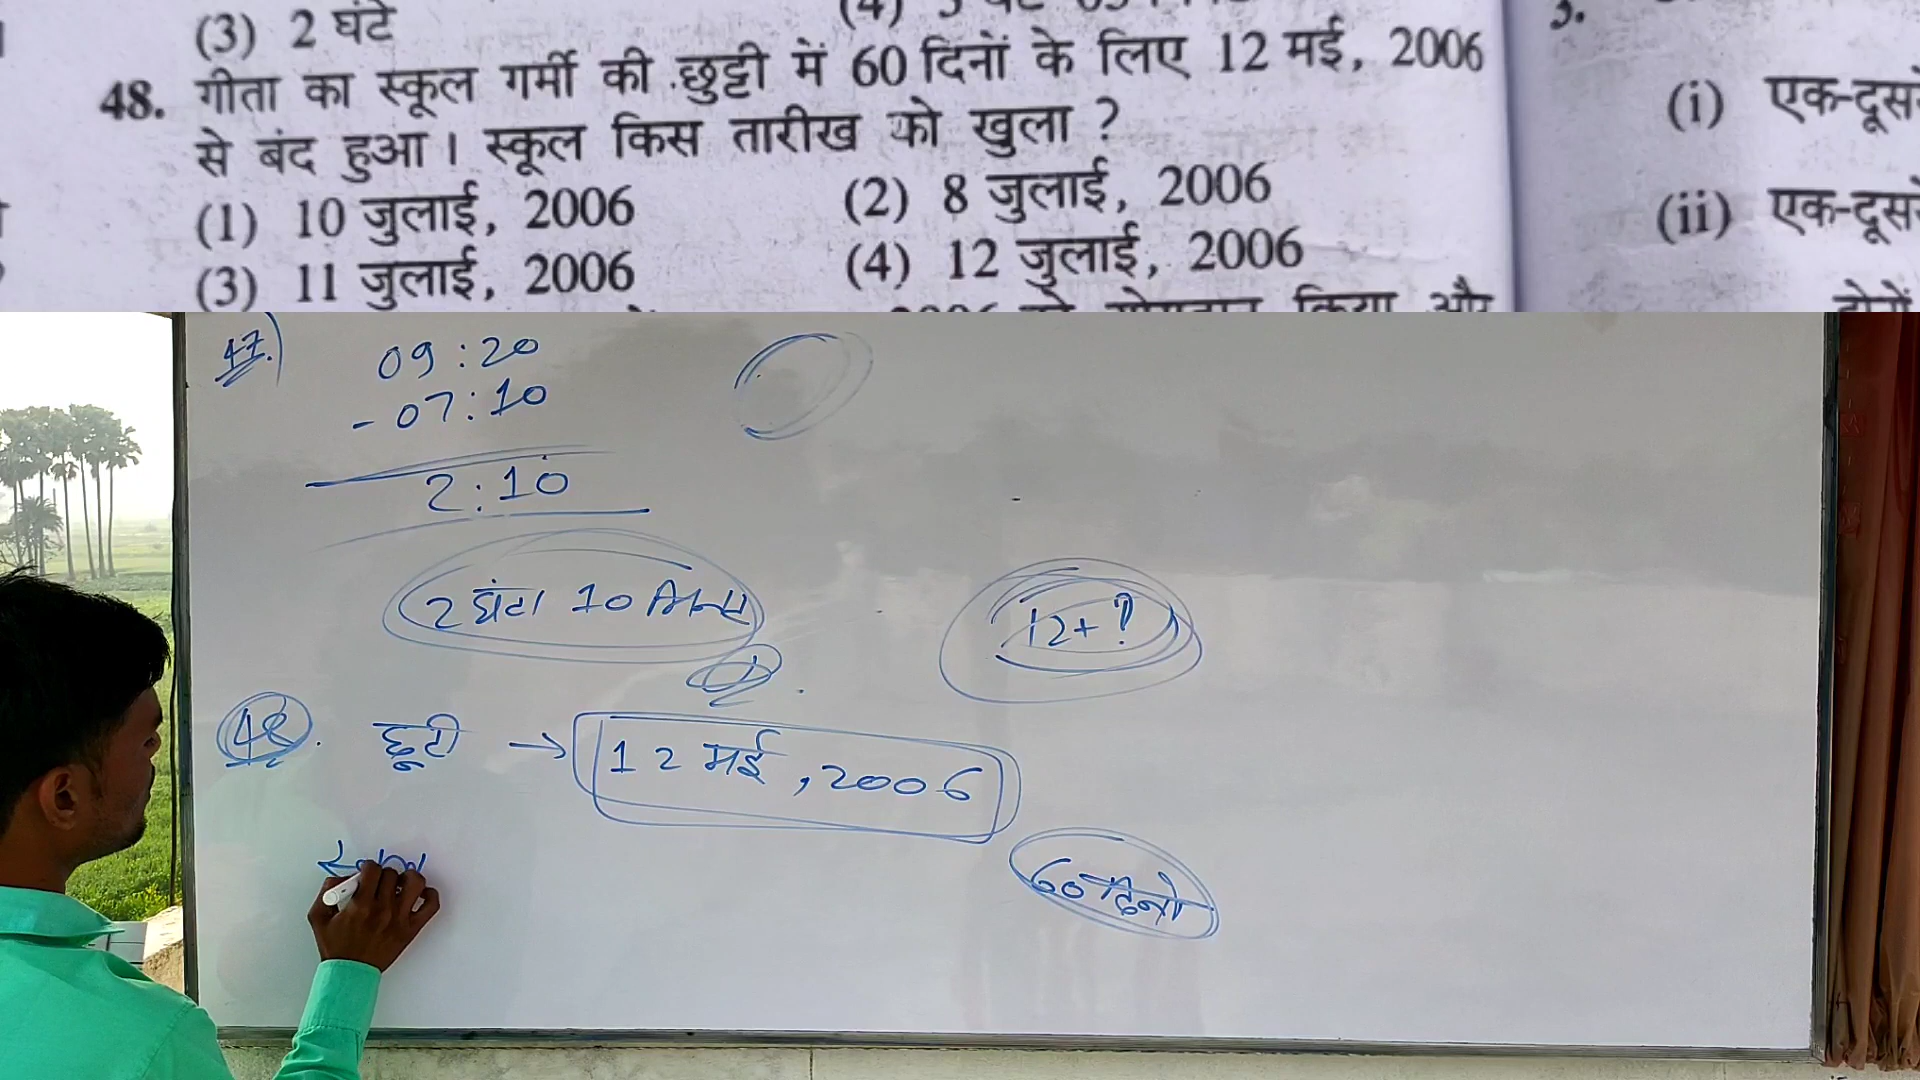 (3) 2 घंटे
48. गीता का स्कूल गर्मी की छुट्टी में 60 दिनों के लिए 12 मई, 2006
से बंद हुआ। स्कूल किस तारीख को खुला ?
(1) 10 जुलाई, 2006 (2) 8 जुलाई, 2006
(3) 11 जुलाई, 2006 (4) 12 जुलाई, 2006
(i) एक-दूसरे
(ii) एक-दूसरे
47.)
09:20
- 07:10
2:10
2 घंटा 10 मिनट
12+?
48. छूटी → 12 मई, 2006
60 दिनो